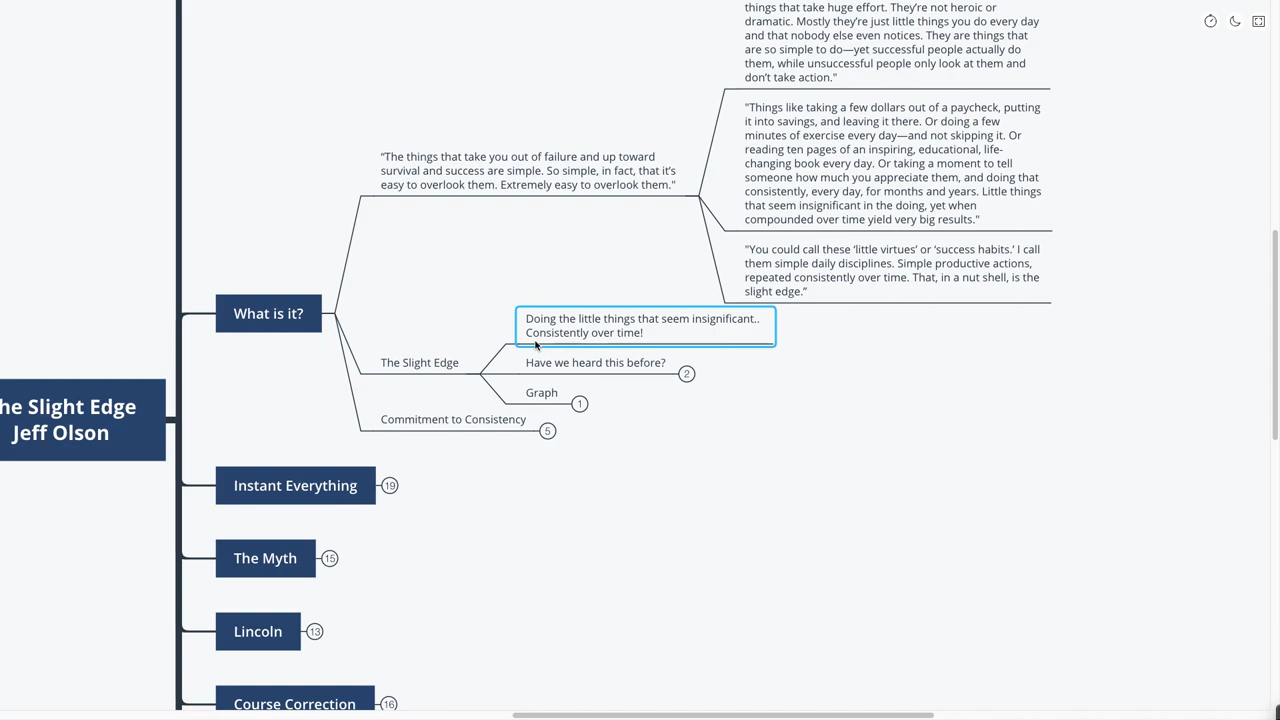 things that take huge effort. They're not heroic or
dramatic. Mostly they're just little things you do every day
and that nobody else even notices. They are things that
are so simple to do—yet successful people actually do
them, while unsuccessful people only look at them and
don't take action."
"Things like taking a few dollars out of a paycheck, putting
it into savings, and leaving it there. Or doing a few
minutes of exercise every day—and not skipping it. Or
reading ten pages of an inspiring, educational, life-
changing book every day. Or taking a moment to tell
someone how much you appreciate them, and doing that
consistently, every day, for months and years. Little things
that seem insignificant in the doing, yet when
compounded over time yield very big results."
"The things that take you out of failure and up toward
survival and success are simple. So simple, in fact, that it's
easy to overlook them. Extremely easy to overlook them."
"You could call these ‘little virtues’ or ‘success habits.’ I call
them simple daily disciplines. Simple productive actions,
repeated consistently over time. That, in a nut shell, is the
slight edge.”
What is it?
Doing the little things that seem insignificant..
Consistently over time!
The Slight Edge
Have we heard this before?
2
Graph
1
Commitment to Consistency
5
he Slight Edge
Jeff Olson
Instant Everything
19
The Myth
15
Lincoln
13
Course Correction
16